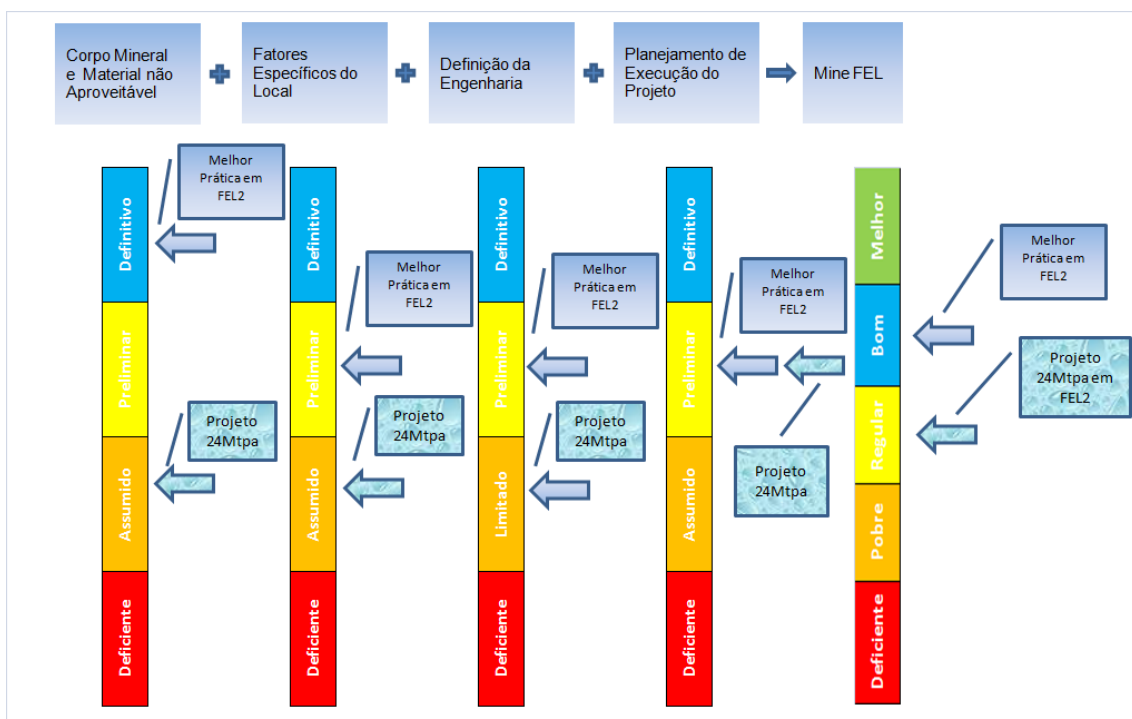 Corpo Mineral
e Material não
Aproveitável
Fatores
Específicos do
Local
Definição da
Engenharia
Planejamento de
Execução do
Projeto
Mine FEL
Melhor
Prática em
FEL2
Melhor
Prática em
FEL2
Melhor
Prática em
FEL2
Melhor
Prática em
FEL2
Melhor
Prática em
FEL2
Projeto
24Mtpa
Projeto
24Mtpa
Projeto
24Mtpa
Projeto
24Mtpa
Projeto
24Mtpa em
FEL2
Definitivo
Preliminar
Assumido
Deficiente
Definitivo
Preliminar
Assumido
Deficiente
Definitivo
Preliminar
Limitado
Deficiente
Definitivo
Preliminar
Assumido
Deficiente
Melhor
Bom
Regular
Pobre
Deficiente